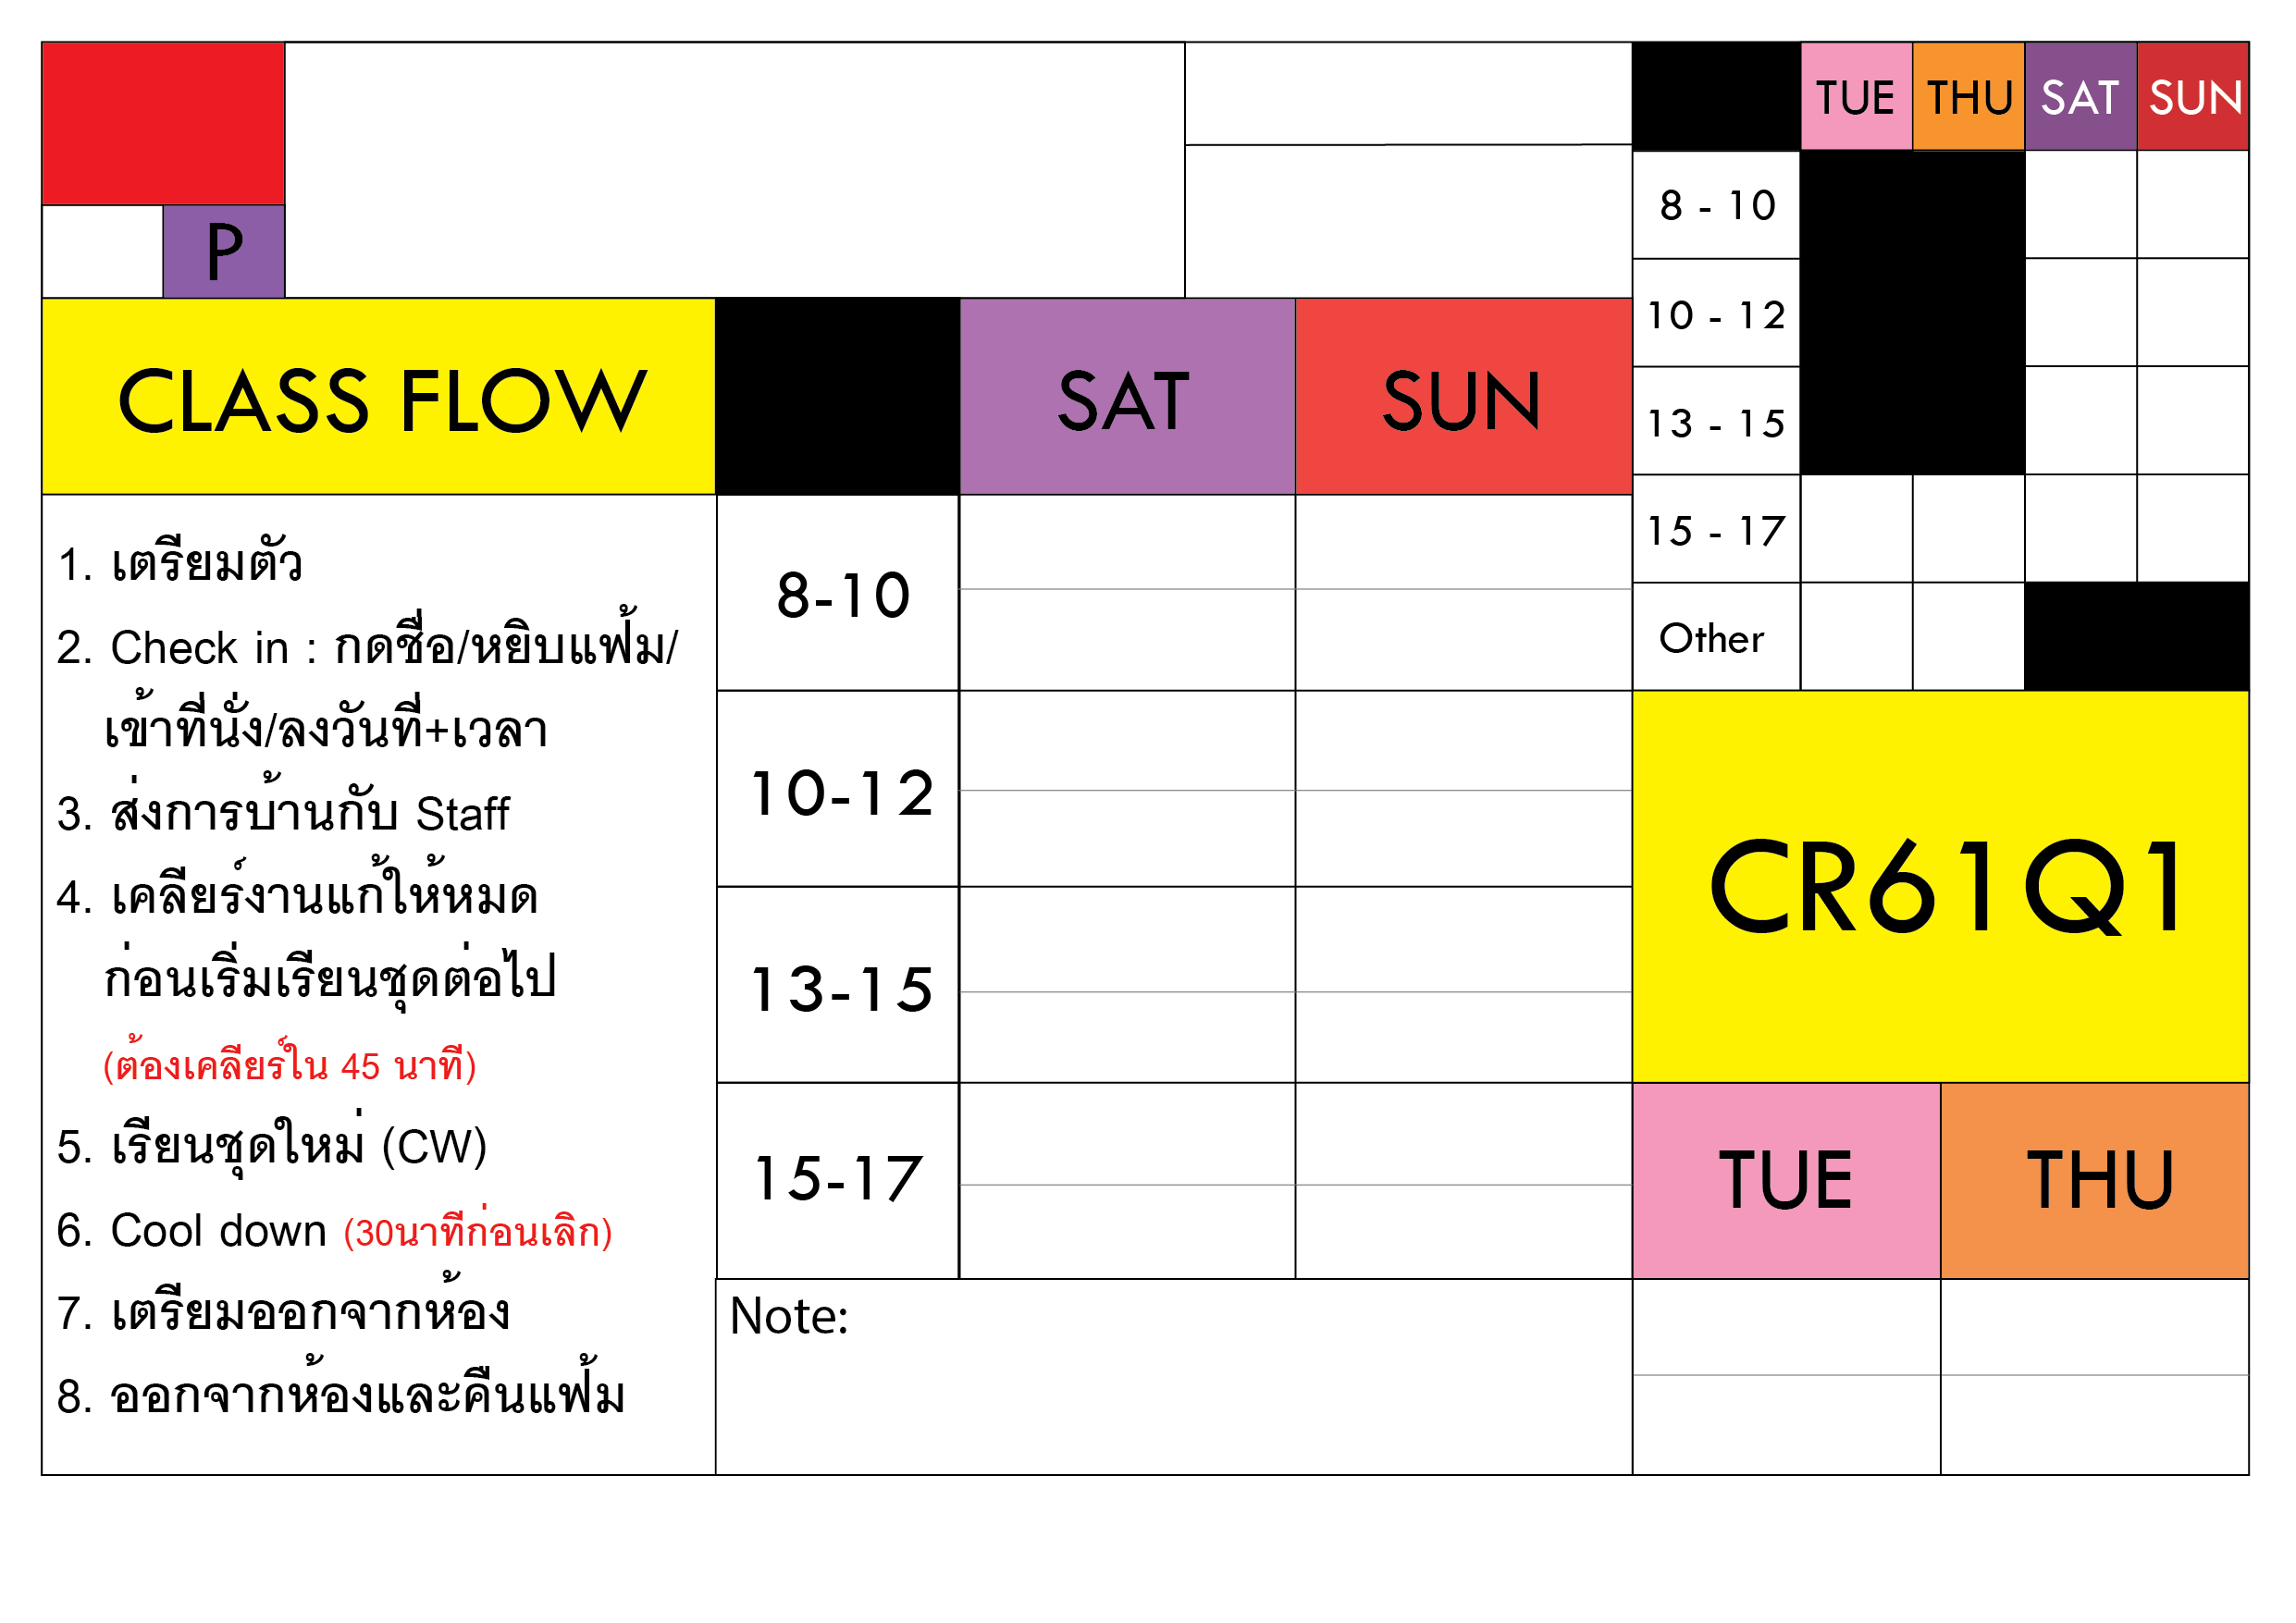 TUE THU SAT SUN
8 - 10
10 - 12
13 - 15
15 - 17
Other
P
CLASS FLOW
SAT SUN
1. เตรียมตัว
2. Check in : กดชื่อ/หยิบแฟ้ม/
เข้าที่นั่ง/ลงวันที่+เวลา
3. ส่งการบ้านกับ Staff
4. เคลียร์งานแก้ให้หมด
ก่อนเริ่มเรียนชุดต่อไป
(ต้องเคลียร์ใน 45 นาที)
5. เรียนชุดใหม่ (CW)
6. Cool down (30นาทีก่อนเลิก)
7. เตรียมออกจากห้อง
8. ออกจากห้องและคืนแฟ้ม
8-10
10-12
13-15
15-17
Note:
CR61Q1
TUE THU